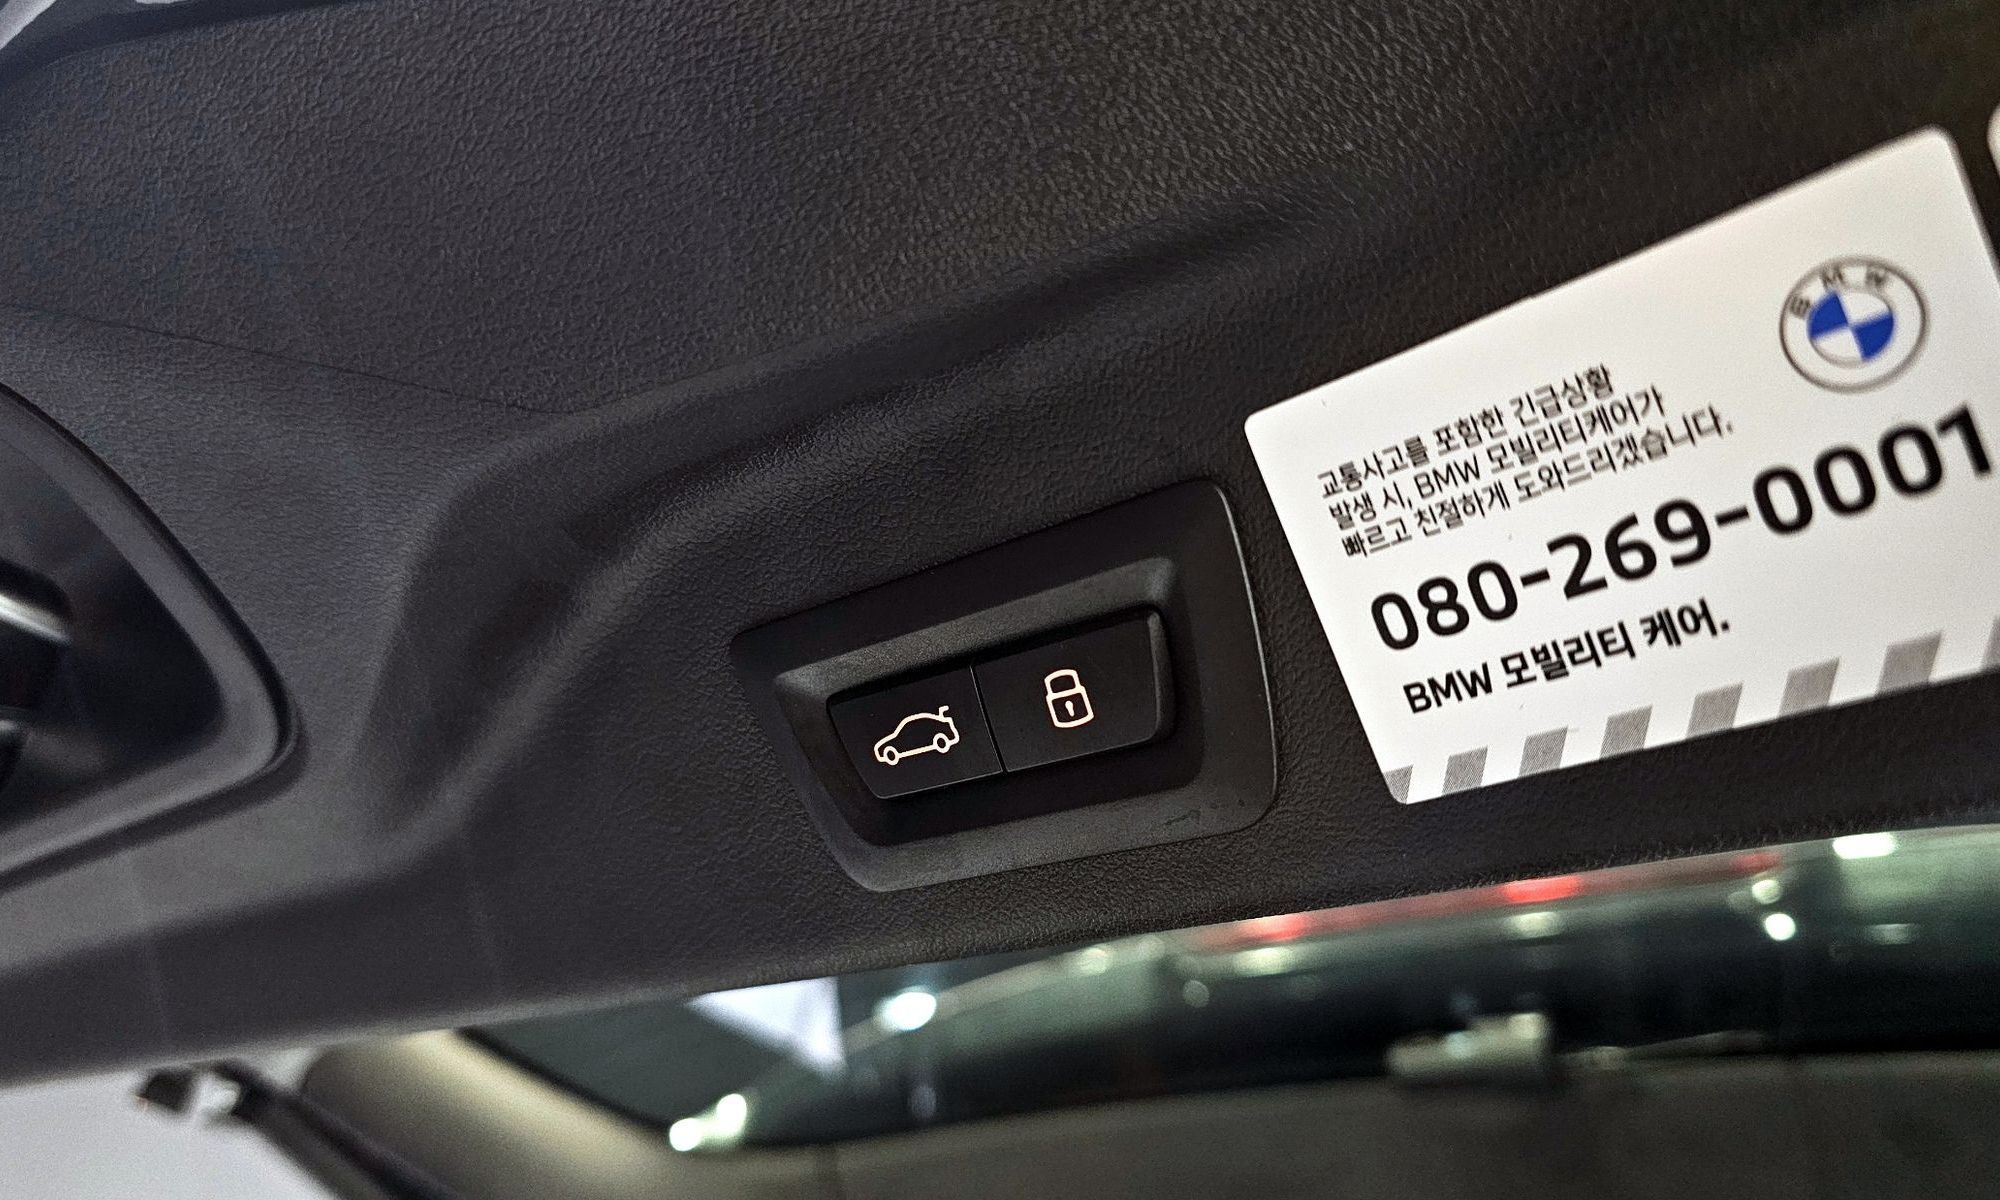 BMW
교통사고를 포함한 긴급상황
발생 시, BMW 모빌리티케어가
빠르고 친절하게 도와드리겠습니다.
080-269-0001
BMW 모빌리티 케어.